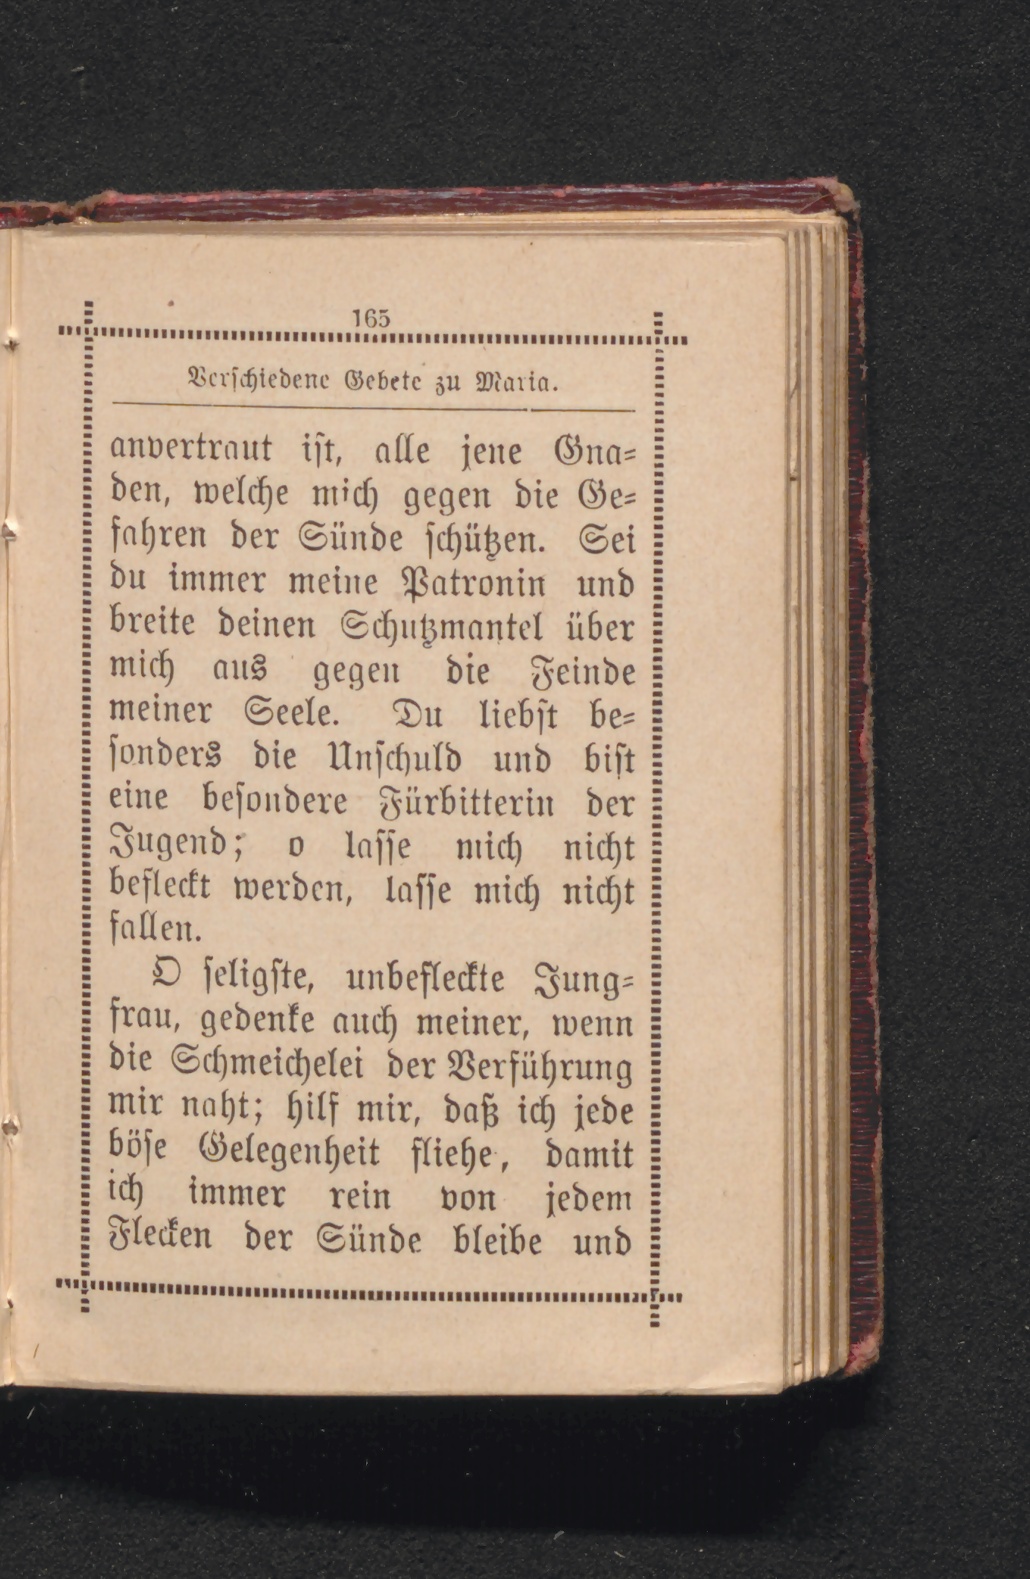 165
Verschiedene Gebete zu Maria.
anvertraut ist, alle jene Gna-
den, welche mich gegen die Ge-
fahren der Sünde schützen. Sei
du immer meine Patronin und
breite deinen Schutzmantel über
mich aus gegen die Feinde
meiner Seele. Du liebst be-
sonders die Unschuld und bist
eine besondere Fürbitterin der
Jugend; o lasse mich nicht
befleckt werden, lasse mich nicht
fallen.
O seligste, unbefleckte Jung-
frau, gedenke auch meiner, wenn
die Schmeichelei der Verführung
mir naht; hilf mir, daß ich jede
böse Gelegenheit fliehe, damit
ich immer rein von jedem
Flecken der Sünde bleibe und